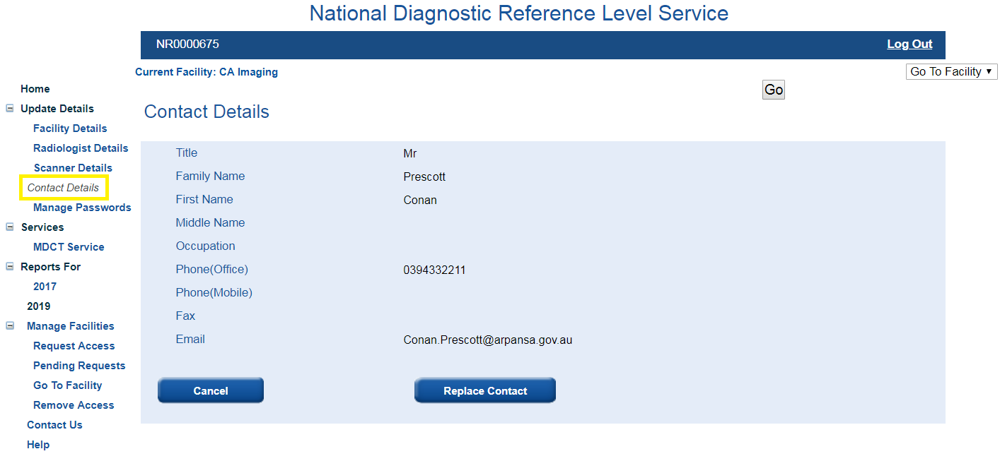 National Diagnostic Reference Level Service
NR0000675 Log Out
Current Facility: CA Imaging
Go To Facility
Go
Home
Update Details
Facility Details
Radiologist Details
Scanner Details
Contact Details
Manage Passwords
Services
MDCT Service
Reports For
2017
2019
Manage Facilities
Request Access
Pending Requests
Go To Facility
Remove Access
Contact Us
Help
Contact Details
Title Mr
Family Name Prescott
First Name Conan
Middle Name
Occupation
Phone(Office) 0394332211
Phone(Mobile)
Fax
Email Conan.Prescott@arpansa.gov.au
Cancel Replace Contact